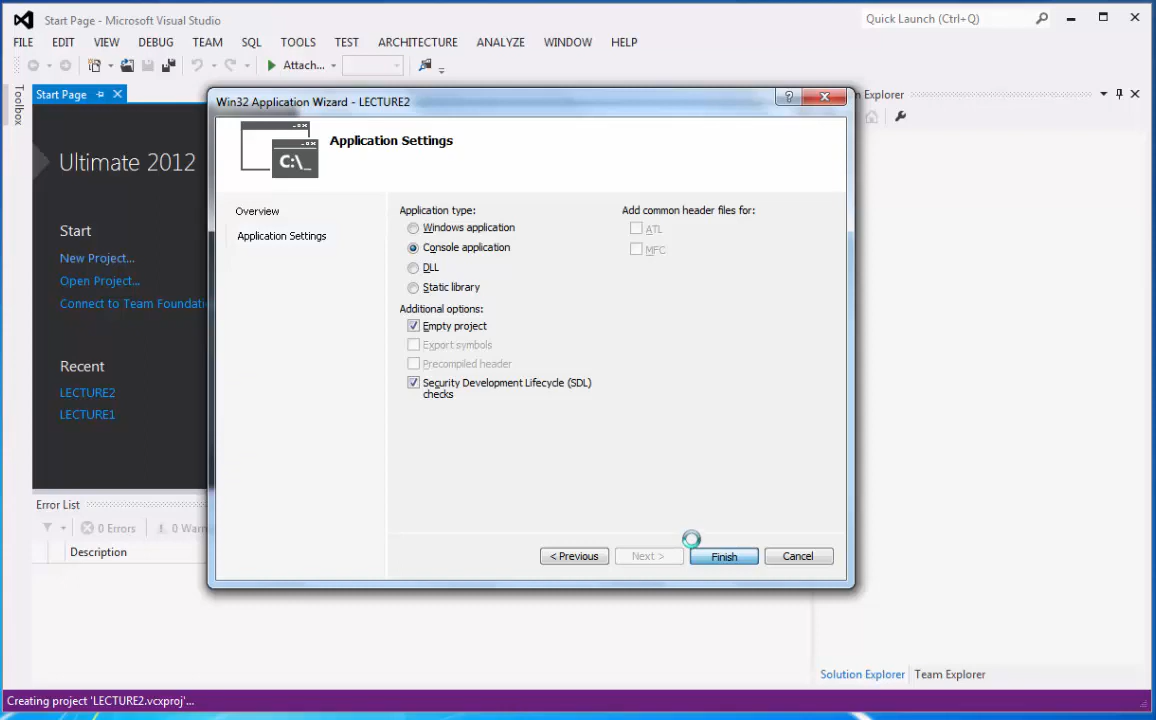 Start Page - Microsoft Visual Studio
Quick Launch (Ctrl+Q)
FILE EDIT VIEW DEBUG TEAM SQL TOOLS TEST ARCHITECTURE ANALYZE WINDOW HELP
Attach...
Toolbox
Start Page
n Explorer
Win32 Application Wizard - LECTURE2
C:\_
Application Settings
Ultimate 2012
Start
New Project...
Open Project...
Connect to Team Foundati
Recent
LECTURE2
LECTURE1
Overview
Application Settings
Application type:
Windows application
Console application
DLL
Static library
Additional options:
Empty project
Export symbols
Precompiled header
Security Development Lifecycle (SDL)
checks
Add common header files for:
ATL
MFC
< Previous
Next >
Finish
Cancel
Error List
0 Errors
0 Warn
Description
Solution Explorer Team Explorer
Creating project 'LECTURE2.vcxproj'...